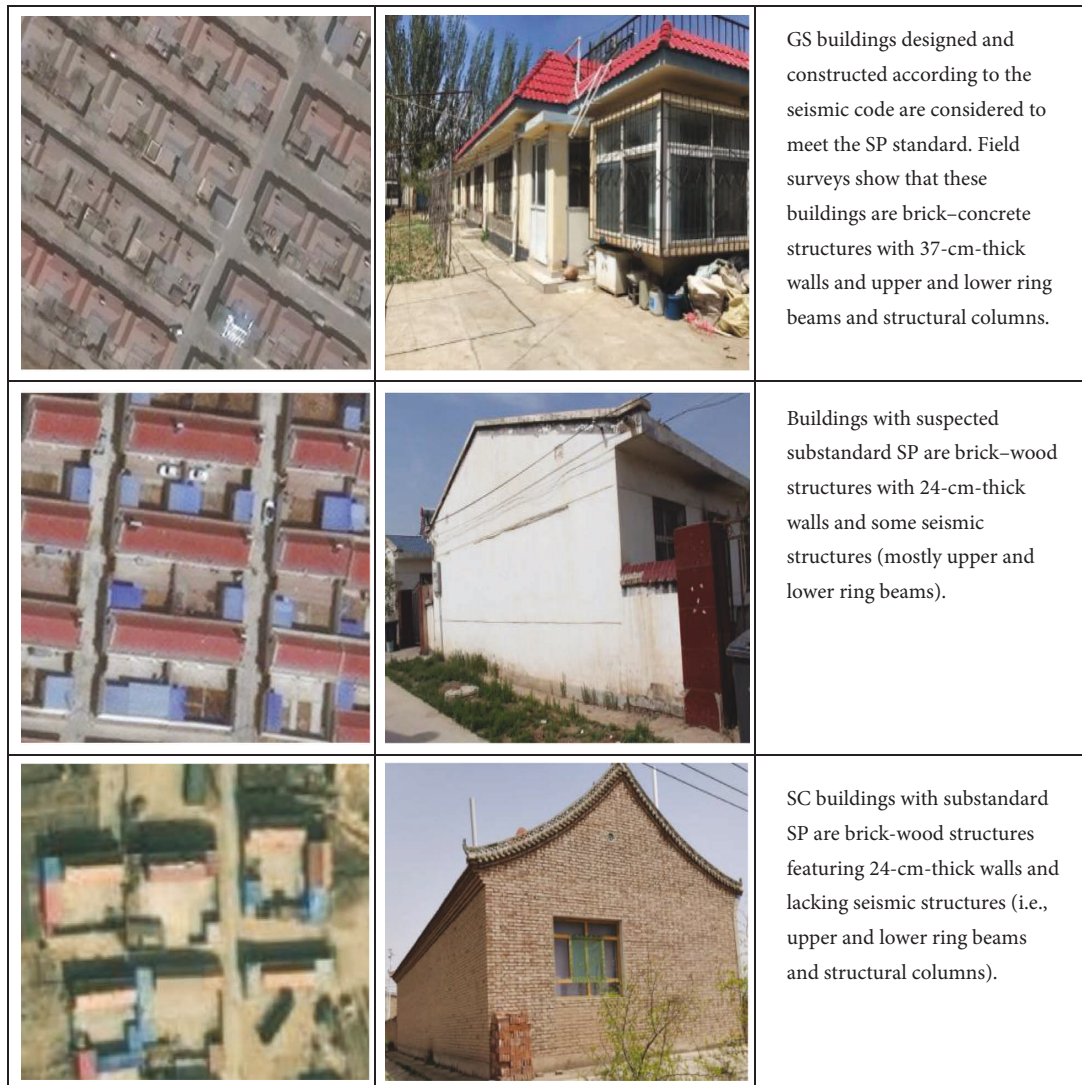 GS buildings designed and
constructed according to the
seismic code are considered to
meet the SP standard. Field
surveys show that these
buildings are brick–concrete
structures with 37-cm-thick
walls and upper and lower ring
beams and structural columns.
Buildings with suspected
substandard SP are brick–wood
structures with 24-cm-thick
walls and some seismic
structures (mostly upper and
lower ring beams).
SC buildings with substandard
SP are brick-wood structures
featuring 24-cm-thick walls and
lacking seismic structures (i.e.,
upper and lower ring beams
and structural columns).